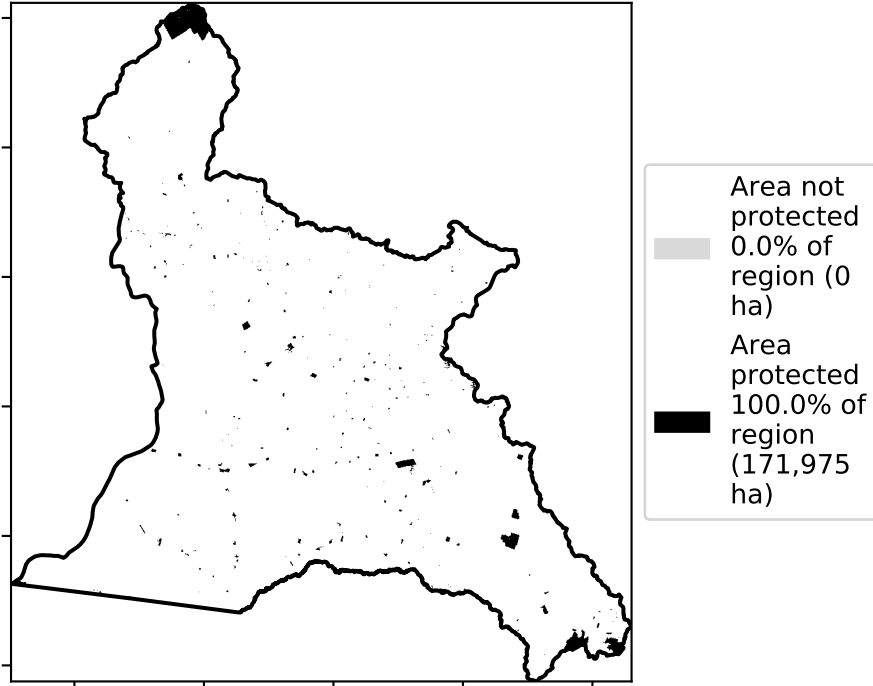 Area not
protected
0.0% of
region (0
ha)
Area
protected
100.0% of
region
(171,975
ha)